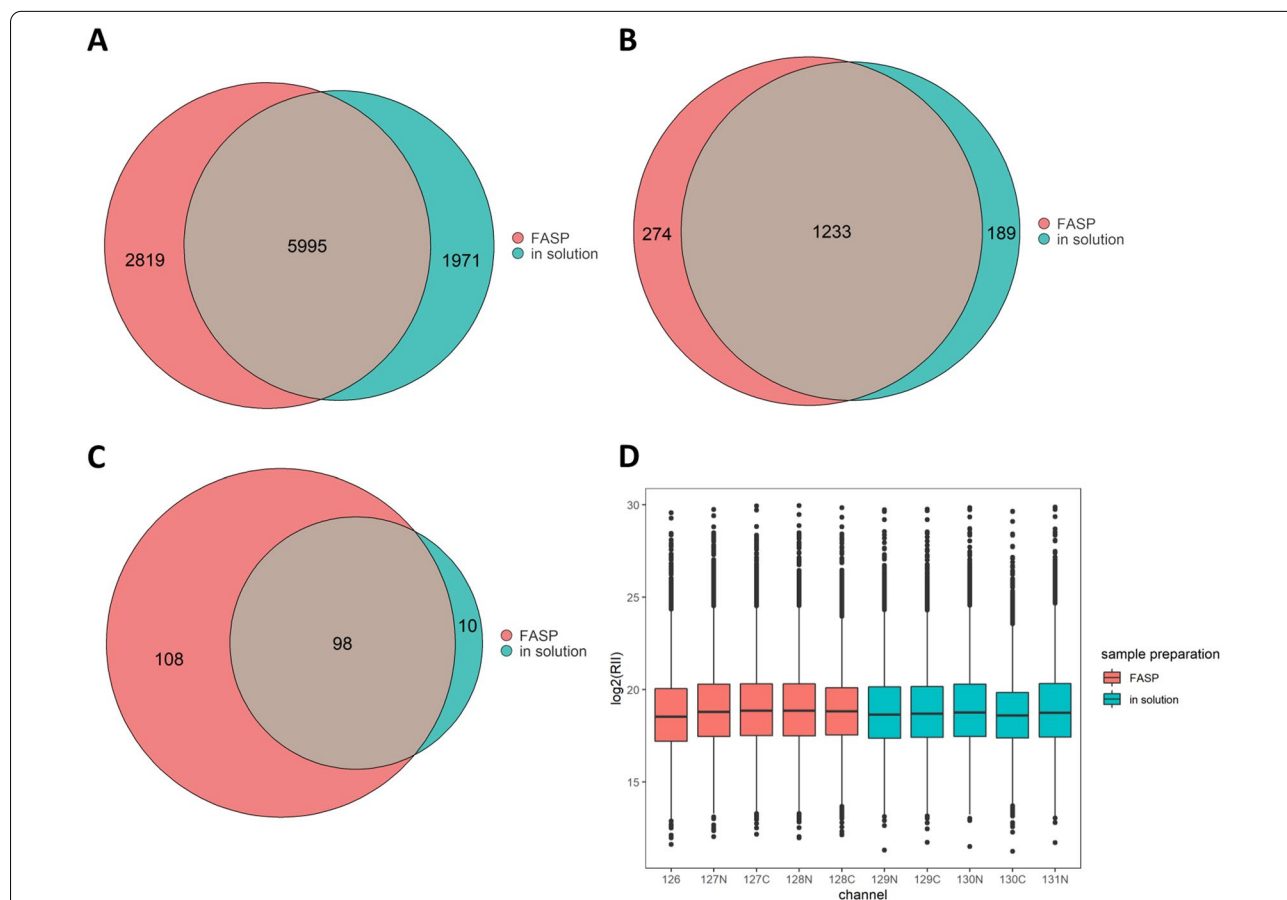 A
2819
5995
1971
FASP
in solution
B
274
1233
189
FASP
in solution
C
108
98
10
FASP
in solution
D
log2(RII)
30
25
20
15
126 127N 127C 128N 128C 129N 129C 130N 130C 131N
channel
sample preparation
FASP
in solution